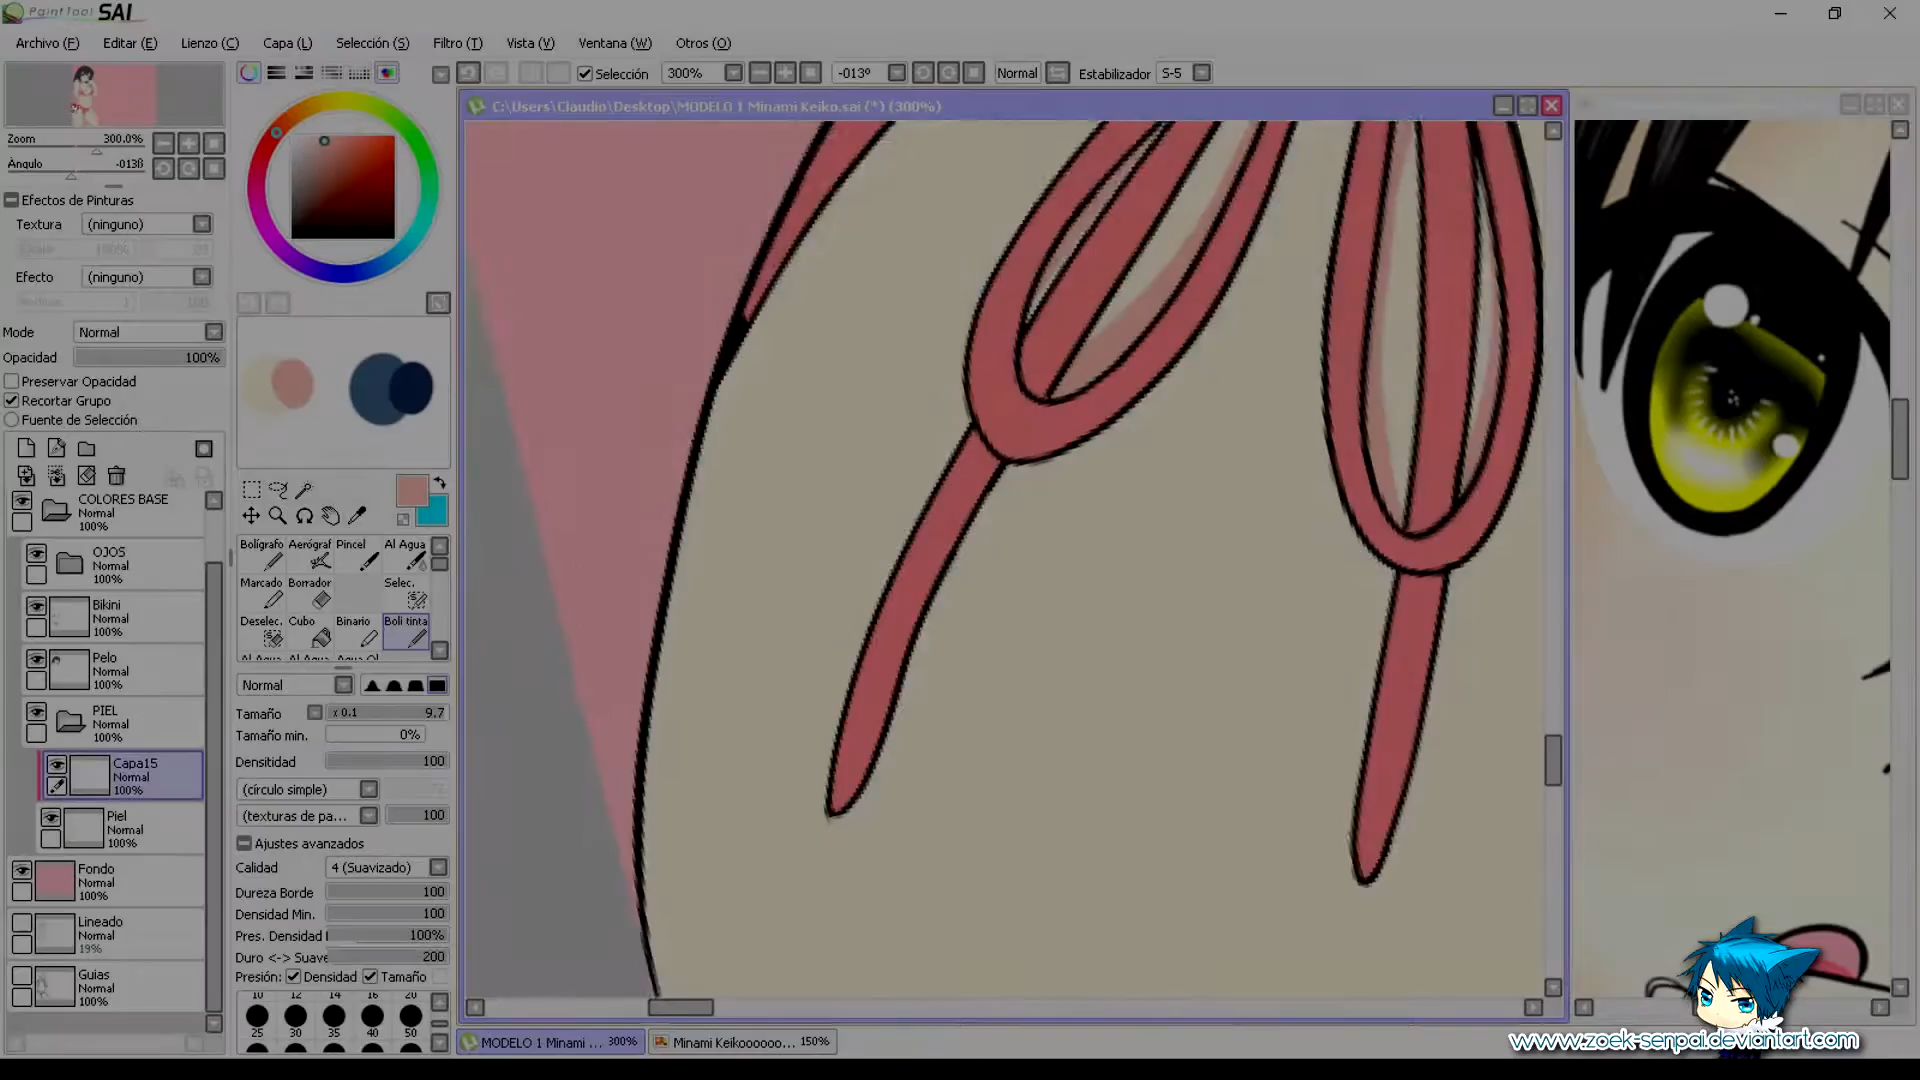 PaintTool SAI
Archivo (F) Editar (E) Lienzo (C) Capa (L) Selección (S) Filtro (T) Vista (V) Ventana (W) Otros (O)
Selección 300% -013º Normal Estabilizador S-5
C:\Users\Claudio\Desktop\MODELO 1 Minami Keiko.sai (*) (300%)
Zoom 300.0%
Ángulo -013ß
Efectos de Pinturas
Textura (ninguno)
Efecto (ninguno)
Mode Normal
Opacidad 100%
Preservar Opacidad
Recortar Grupo
Fuente de Selección
COLORES BASE
Normal
100%
OJOS
Normal
100%
Bikini
Normal
100%
Pelo
Normal
100%
PIEL
Normal
100%
Capa15
Normal
100%
Piel
Normal
100%
Fondo
Normal
100%
Lineado
Normal
19%
Guias
Normal
100%
Bolígrafo Aerógraf Pincel Al Agua
Marcado Borrador Selec.
Deselec. Cubo Binario Boli tinta
Normal
Tamaño x 0.1 9.7
Tamaño min. 0%
Densitidad 100
(círculo simple)
(texturas de pa... 100
Ajustes avanzados
Calidad 4 (Suavizado)
Dureza Borde 100
Densidad Min. 100
Pres. Densidad 100%
Duro <-> Suave 200
Presión: Densidad Tamaño
10 12 14 16 20
25 30 35 40 50
MODELO 1 Minami ... 300% Minami Keikoooooo... 150%
www.zoek-senpai.deviantart.com